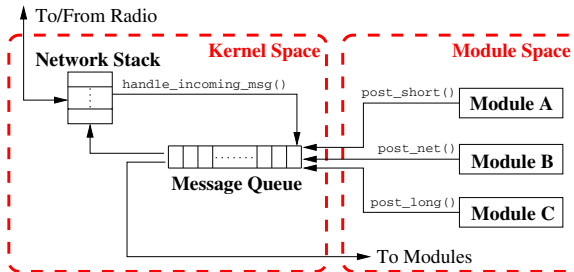 To/From Radio
Kernel Space
Module Space
Network Stack
handle_incoming_msg()
post_short()
Module A
post_net()
Module B
Message Queue
post_long()
Module C
To Modules